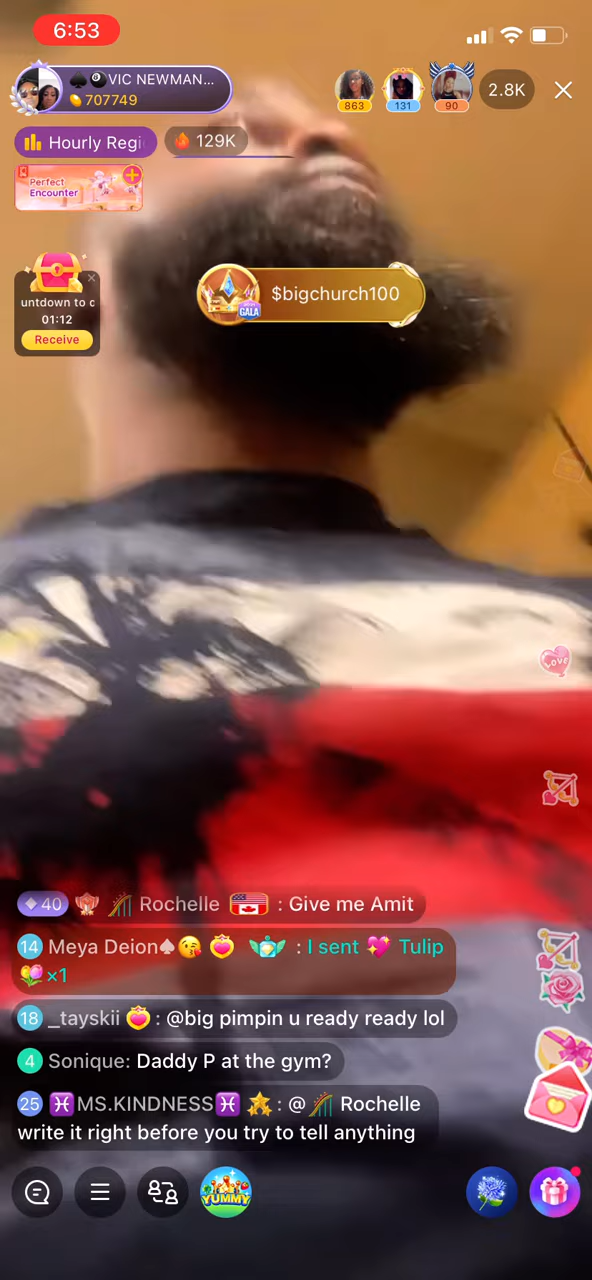 6:53
♠️🎱VIC NEWMAN...
707749
863
131
90
2.8K
Hourly Regi
129K
Perfect
Encounter
untdown to c
01:12
Receive
GALA
$bigchurch100
LOVE
40 Rochelle : Give me Amit
14 Meya Deion♠️😘 : I sent 💖 Tulip
🌷×1
18 _tayskii : @big pimpin u ready ready lol
4 Sonique: Daddy P at the gym?
25 ♓MS.KINDNESS♓ : @🎢 Rochelle
write it right before you try to tell anything
YUMMY